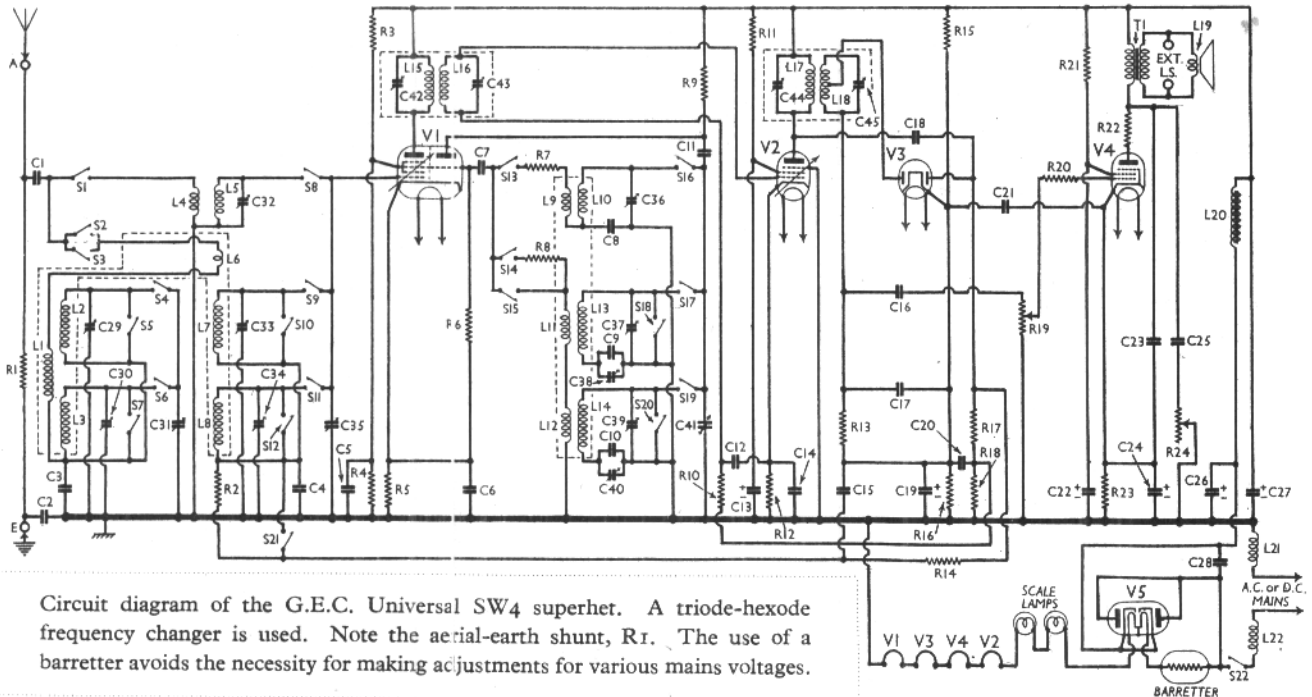 R3
R11
R15
T1
L19
A
L15
L16
C42
C43
R9
L17
L18
C44
C45
R21
EXT.
L.S.
C1
S1
L4
L5
C32
S8
V1
C7
S13
R7
C11
S16
V2
C18
V3
R22
V4
R20
S2
S3
L6
L9
L10
C36
C8
C21
L20
S14
R8
S15
L2
C29
S4
S5
L7
C33
S9
S10
R6
L11
L13
C37
S18
S17
C9
C38
C16
R19
C23
C25
L1
R1
C30
S6
S7
L3
C31
C34
S11
L8
S12
C35
L12
L14
C39
S20
S19
C41
C10
C40
C17
R13
R17
R24
C3
C2
E
R2
C4
C5
R4
R5
C6
R10
C12
C13
C14
R12
C15
C19
C20
R16
R18
C22
R23
C24
C26
C27
S21
R14
C28
L21
A.C. or D.C.
MAINS
L22
V5
SCALE
LAMPS
V1
V3
V4
V2
BARRETTER
S22
Circuit diagram of the G.E.C. Universal SW4 superhet. A triode-hexode
frequency changer is used. Note the aerial-earth shunt, R1. The use of a
barretter avoids the necessity for making adjustments for various mains voltages.